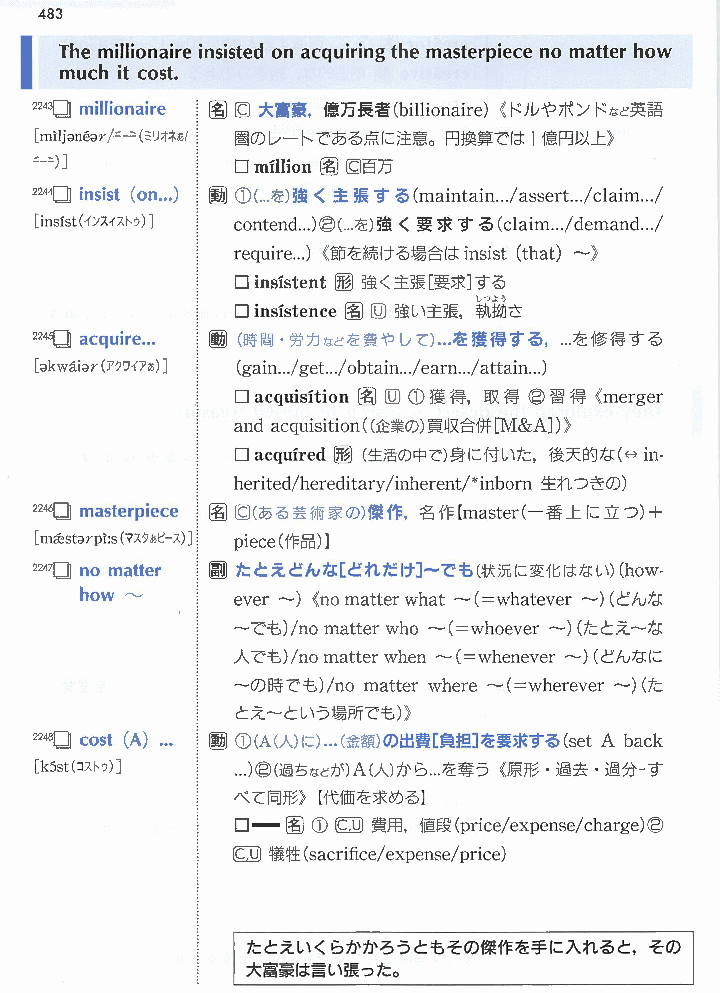 483
The millionaire insisted on acquiring the masterpiece no matter how
much it cost.
2243 millionaire
[mìljənéər/ニーニ(ミリオネぁ/
ニーニ)]
名 C 大富豪,億万長者(billionaire)《ドルやポンドなど英語
圏のレートである点に注意。円換算では1億円以上》
□ míllion 名 C百万
2244 insist (on...)
[insíst(インスィストゥ)]
動 ①(...を)強く主張する(maintain.../assert.../claim.../
contend...)②(...を)強く要求する(claim.../demand.../
require...)《節を続ける場合は insist (that) 〜》
□ insístent 形 強く主張[要求]する
□ insístence 名 U 強い主張,執拗さ
しつよう
2245 acquire...
[əkwáiər(アクワイアぁ)]
動 (時間・労力などを費やして)...を獲得する,...を修得する
(gain.../get.../obtain.../earn.../attain...)
□ acquisítion 名 U ①獲得,取得 ②習得《merger
and acquisition((企業の)買収合併[M&A])》
□ acquíred 形 (生活の中で)身に付いた,後天的な(⇔ in-
herited/hereditary/inherent/*inborn 生れつきの)
2246 masterpiece
[mǽstərpìːs(マスタぁピース)]
名 C(ある芸術家の)傑作,名作【master(一番上に立つ)+
piece(作品)】
2247 no matter
how 〜
副 たとえどんな[どれだけ]〜でも(状況に変化はない)(how-
ever 〜)《no matter what 〜(=whatever 〜)(どんな
〜でも)/no matter who 〜(=whoever 〜)(たとえ〜な
人でも)/no matter when 〜(=whenever 〜)(どんなに
〜の時でも)/no matter where 〜(=wherever 〜)(た
とえ〜という場所でも)》
2248 cost (A) ...
[kɔ́st(コストゥ)]
動 ①(A(人)に)...(金額)の出費[負担]を要求する(set A back
...)②(過ちなどが)A(人)から...を奪う《原形・過去・過分-す
べて同形》【代価を求める】
□━ 名 ① C,U 費用,値段(price/expense/charge)②
C,U 犠牲(sacrifice/expense/price)
たとえいくらかかろうともその傑作を手に入れると,その
大富豪は言い張った。